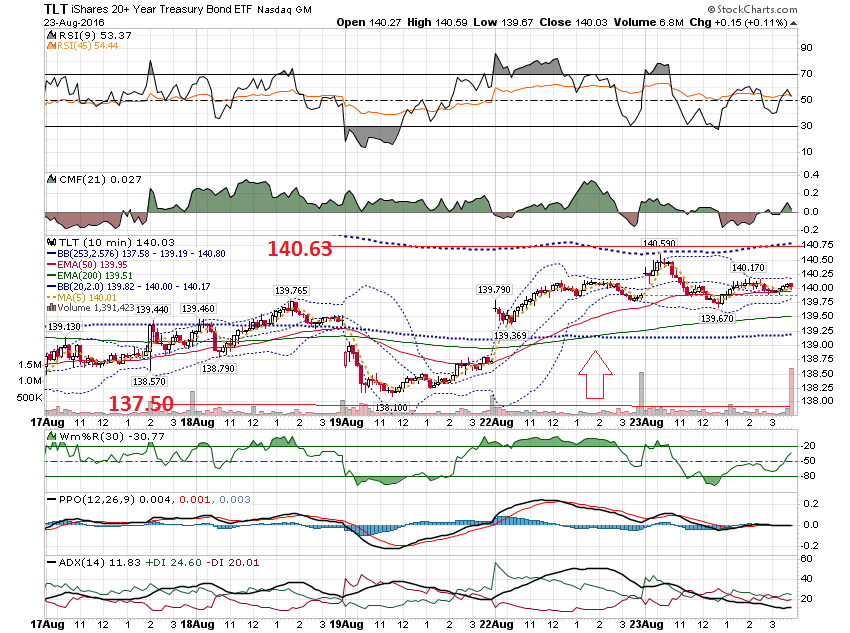 TLT iShares 20+ Year Treasury Bond ETF Nasdaq GM
© StockCharts.com
23-Aug-2016
Open 140.27 High 140.59 Low 139.67 Close 140.03 Volume 6.8M Chg +0.15 (+0.11%)
RSI(9) 53.37
RSI(45) 54.44
90
70
50
30
10
CMF(21) 0.027
0.4
0.2
0.0
-0.2
TLT (10 min) 140.03
BB(253,2.576) 137.58 - 139.19 - 140.80
EMA(50) 139.95
EMA(200) 139.51
BB(20,2.0) 139.82 - 140.00 - 140.17
MA(5) 140.01
Volume 1,391,423
140.63
137.50
139.130
139.440
138.570
139.460
138.790
139.765
138.100
139.790
139.369
140.590
139.670
140.170
140.75
140.50
140.25
140.00
139.75
139.50
139.25
139.00
138.75
138.50
138.25
138.00
1.5M
1.0M
500K
17Aug 11 12 1 2 3 18Aug 11 12 1 2 3 19Aug 11 12 1 2 3 22Aug 11 12 1 2 3 23Aug 11 12 1 2 3
Wm%R(30) -30.77
-20
-50
-80
PPO(12,26,9) 0.004, 0.001, 0.003
0.2
0.0
-0.2
ADX(14) 11.83 +DI 24.60 -DI 20.01
60
40
20
17Aug 11 12 1 2 3 18Aug 11 12 1 2 3 19Aug 11 12 1 2 3 22Aug 11 12 1 2 3 23Aug 11 12 1 2 3